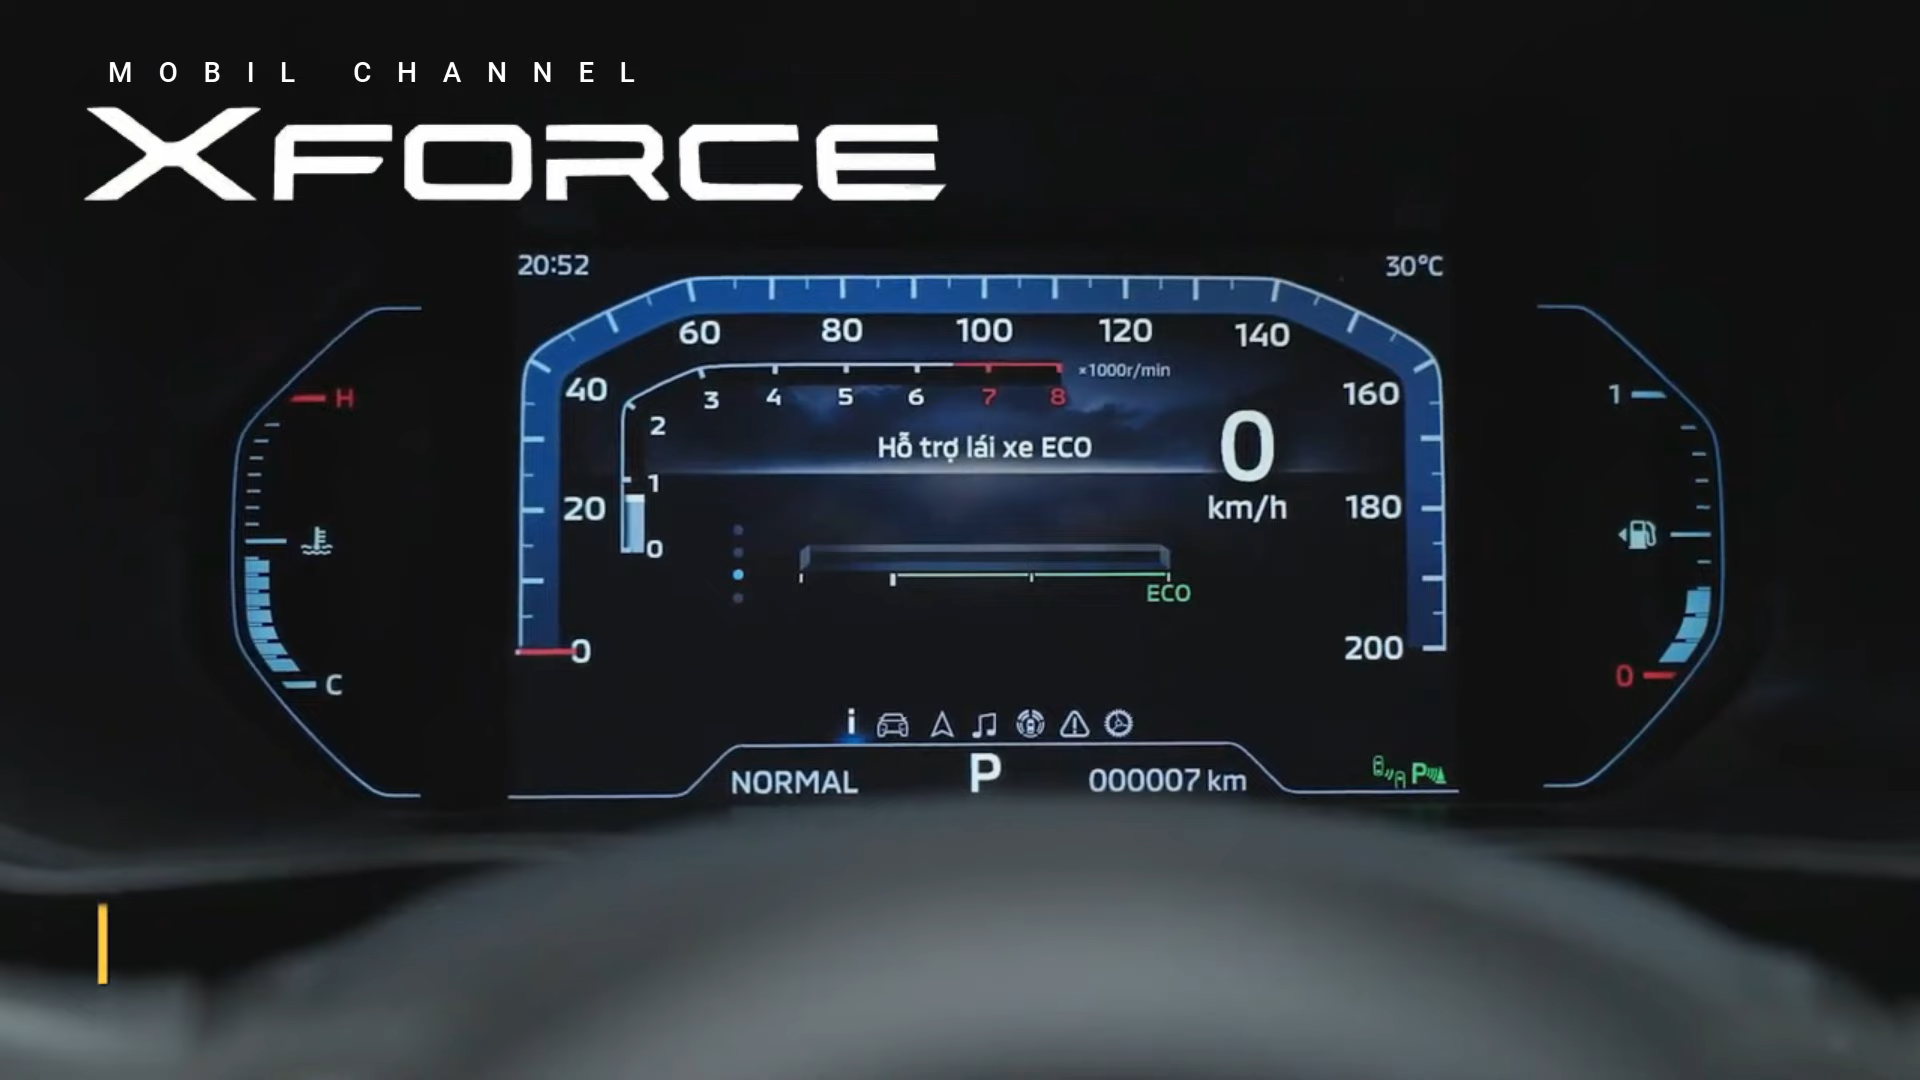 MOBIL CHANNEL
XFORCE
20:52
30°C
60 80 100 120 140
40 160
×1000r/min
3 4 5 6 7 8
2
1
0
Hỗ trợ lái xe ECO
0
km/h
20 180
0 200
ECO
H
C
1
0
i
NORMAL P 000007 km
P